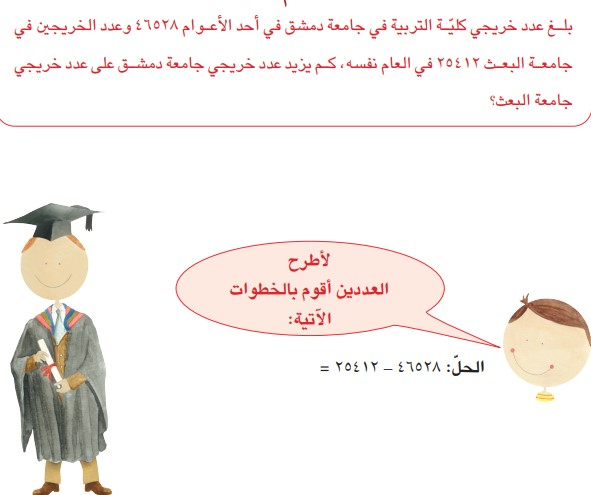 ١
بلـغ عدد خريجي كليّـة التربية في جامعة دمشق في أحد الأعـوام ٤٦٥٢٨ وعدد الخريجين في
جامعـة البعـث ٢٥٤١٢ فـي العام نفسه، كـم يزيد عدد خريجي جامعة دمشـق على عدد خريجي
جامعة البعث؟
لأطرح
العددين أقوم بالخطوات
الآتية:
الحلّ: ٤٦٥٢٨ – ٢٥٤١٢ =